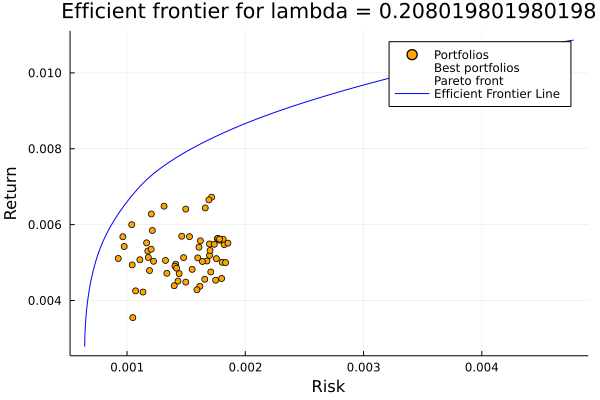 Efficient frontier for lambda = 0.208019801980198
Portfolios
Best portfolios
Pareto front
Efficient Frontier Line
Return
0.010
0.008
0.006
0.004
0.001
0.002
0.003
0.004
Risk